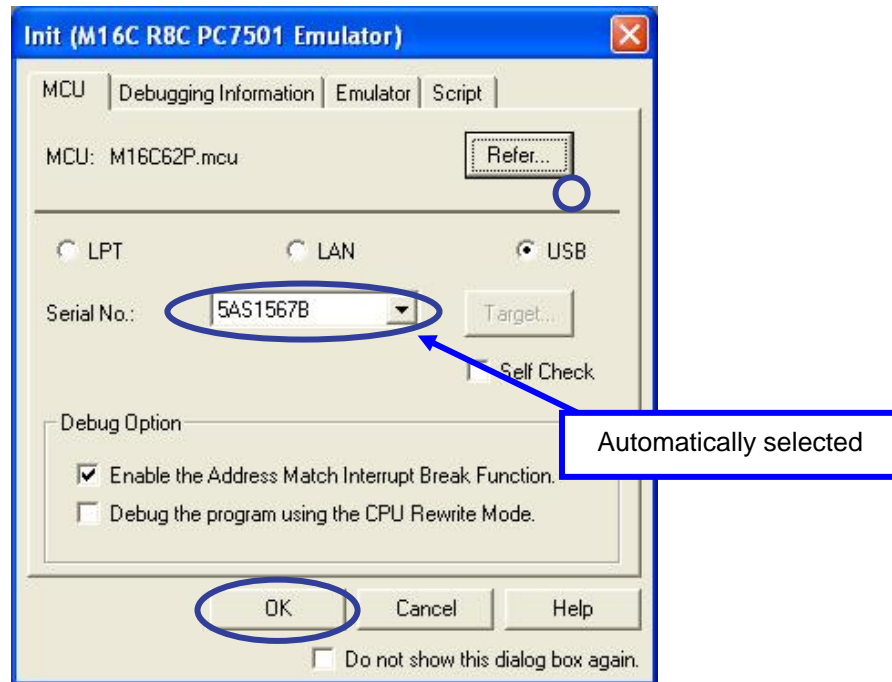 Init (M16C R8C PC7501 Emulator)
MCU Debugging Information Emulator Script
MCU: M16C62P.mcu Refer...
LPT LAN USB
Serial No.: 5AS1567B Target...
Self Check
Automatically selected
Debug Option
Enable the Address Match Interrupt Break Function.
Debug the program using the CPU Rewrite Mode.
OK Cancel Help
Do not show this dialog box again.